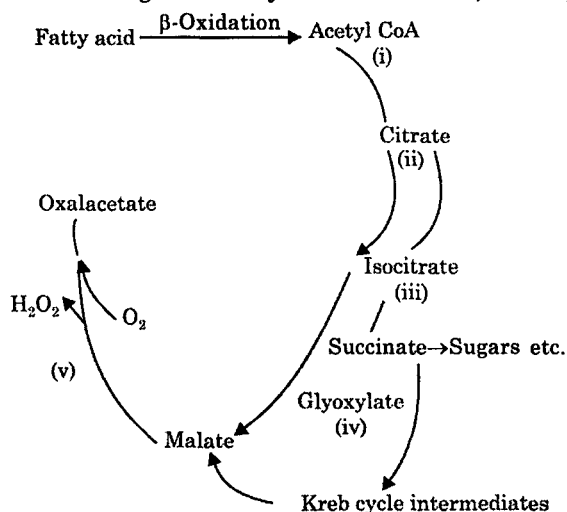 β-Oxidation
Fatty acid
Acetyl CoA
(i)
Citrate
(ii)
Oxalacetate
Isocitrate
(iii)
H₂O₂
O₂
Succinate→Sugars etc.
(v)
Glyoxylate
(iv)
Malate
Kreb cycle intermediates